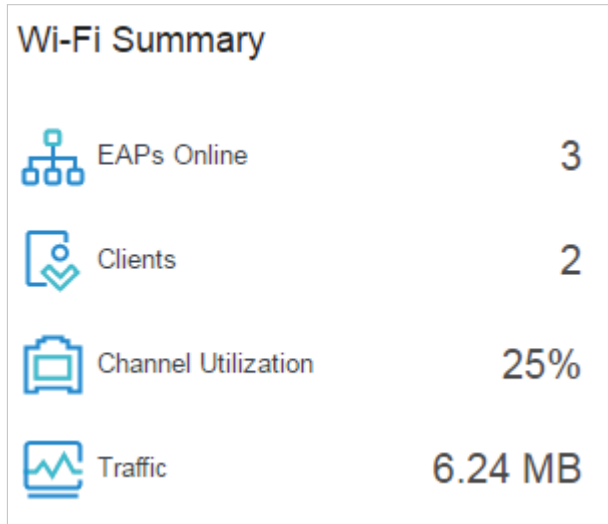 Wi-Fi Summary
EAPs Online 3
Clients 2
Channel Utilization 25%
Traffic 6.24 MB